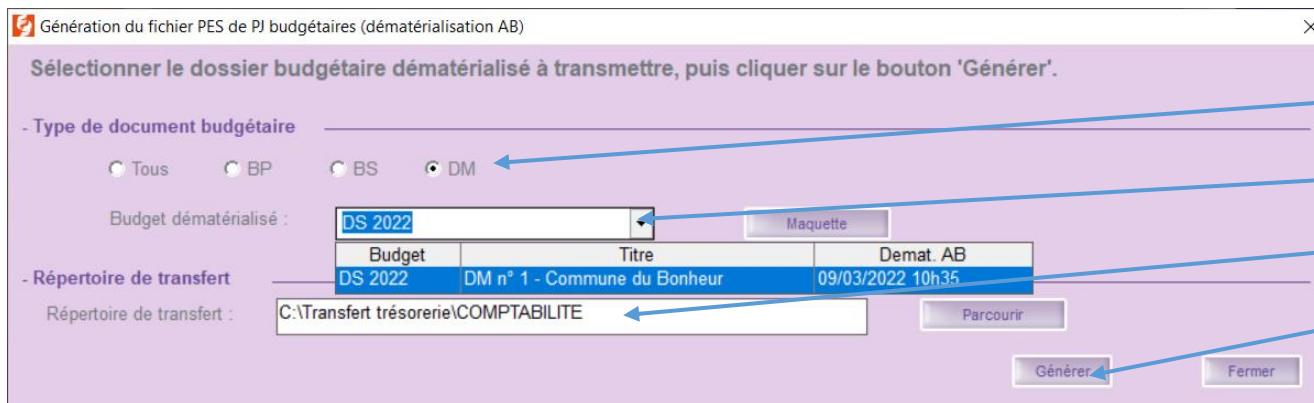 Génération du fichier PES de PJ budgétaires (dématérialisation AB)
Sélectionner le dossier budgétaire dématérialisé à transmettre, puis cliquer sur le bouton 'Générer'.
- Type de document budgétaire
Tous BP BS DM
Budget dématérialisé : DS 2022 Maquette
Budget Titre Demat. AB
- Répertoire de transfert DS 2022 DM n° 1 - Commune du Bonheur 09/03/2022 10h35
Répertoire de transfert : C:\Transfert trésorerie\COMPTABILITE Parcourir
Générer Fermer